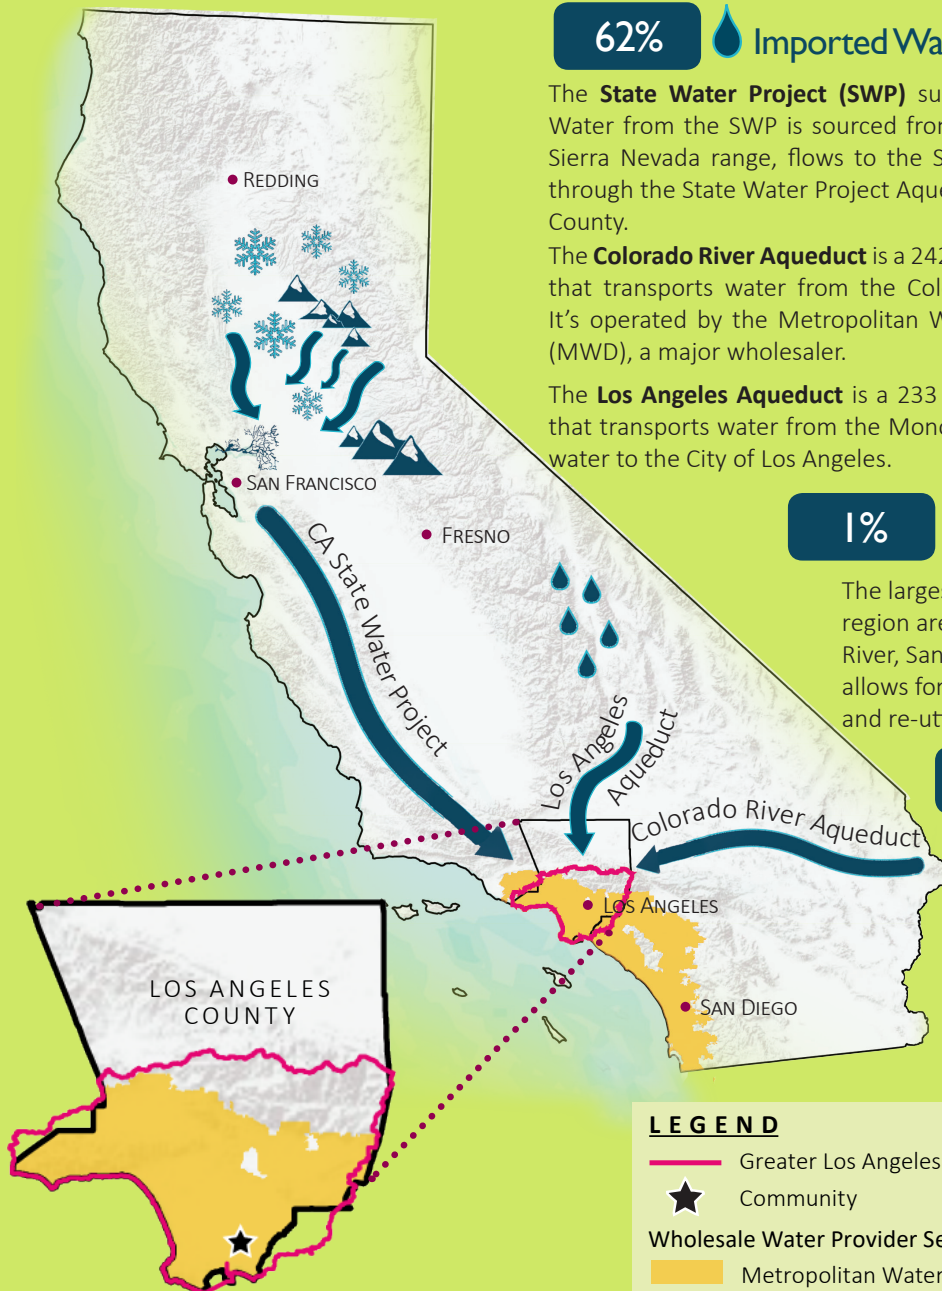 62%
Imported Wa
The State Water Project (SWP) su
Water from the SWP is sourced from
Sierra Nevada range, flows to the S
through the State Water Project Aque
County.
The Colorado River Aqueduct is a 242
that transports water from the Col
It's operated by the Metropolitan W
(MWD), a major wholesaler.
The Los Angeles Aqueduct is a 233
that transports water from the Mono
water to the City of Los Angeles.
1%
The larges
region are
River, San
allows for
and re-ut
REDDING
SAN FRANCISCO
FRESNO
CA State Water Project
Los Angeles
Aqueduct
Colorado River Aqueduct
LOS ANGELES
SAN DIEGO
LOS ANGELES
COUNTY
LEGEND
Greater Los Angeles
Community
Wholesale Water Provider Se
Metropolitan Water